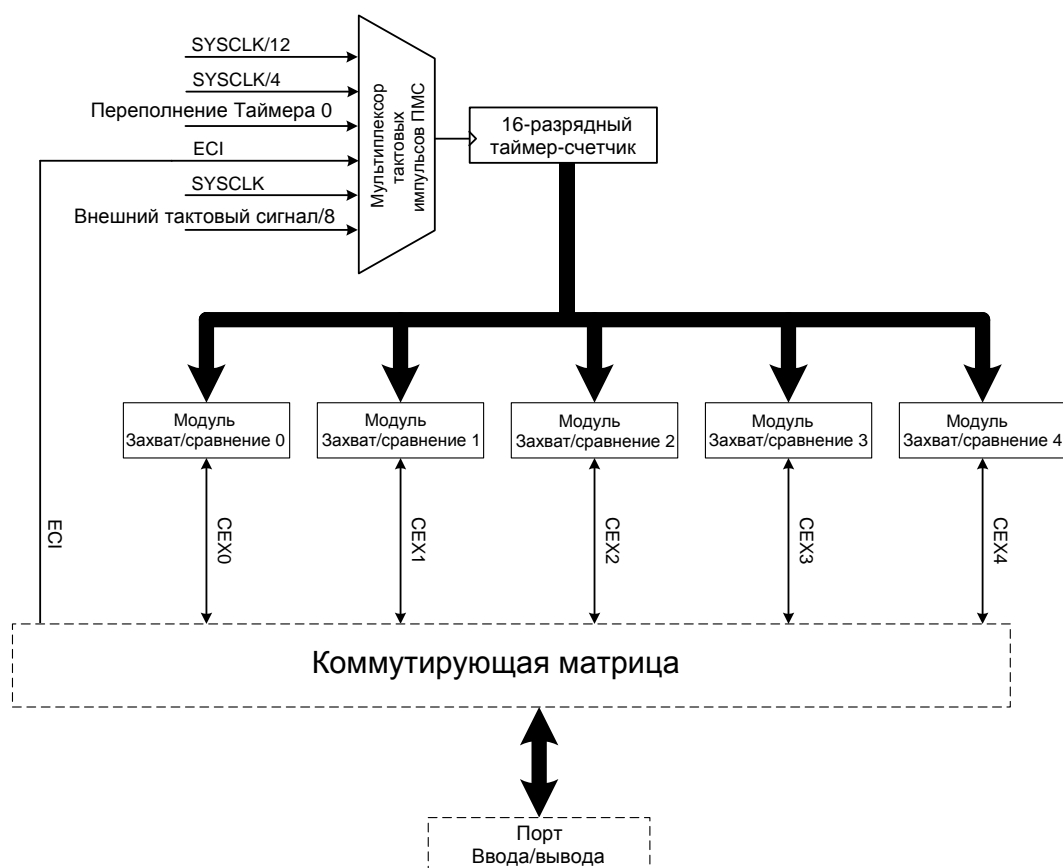 SYSCLK/12
SYSCLK/4
Переполнение Таймера 0
ECI
SYSCLK
Внешний тактовый сигнал/8
Мультиплексор
тактовых
импульсов ПМС
16-разрядный
таймер-счетчик
Модуль
Захват/сравнение 0
Модуль
Захват/сравнение 1
Модуль
Захват/сравнение 2
Модуль
Захват/сравнение 3
Модуль
Захват/сравнение 4
ECI
CEX0
CEX1
CEX2
CEX3
CEX4
Коммутирующая матрица
Порт
Ввода/вывода